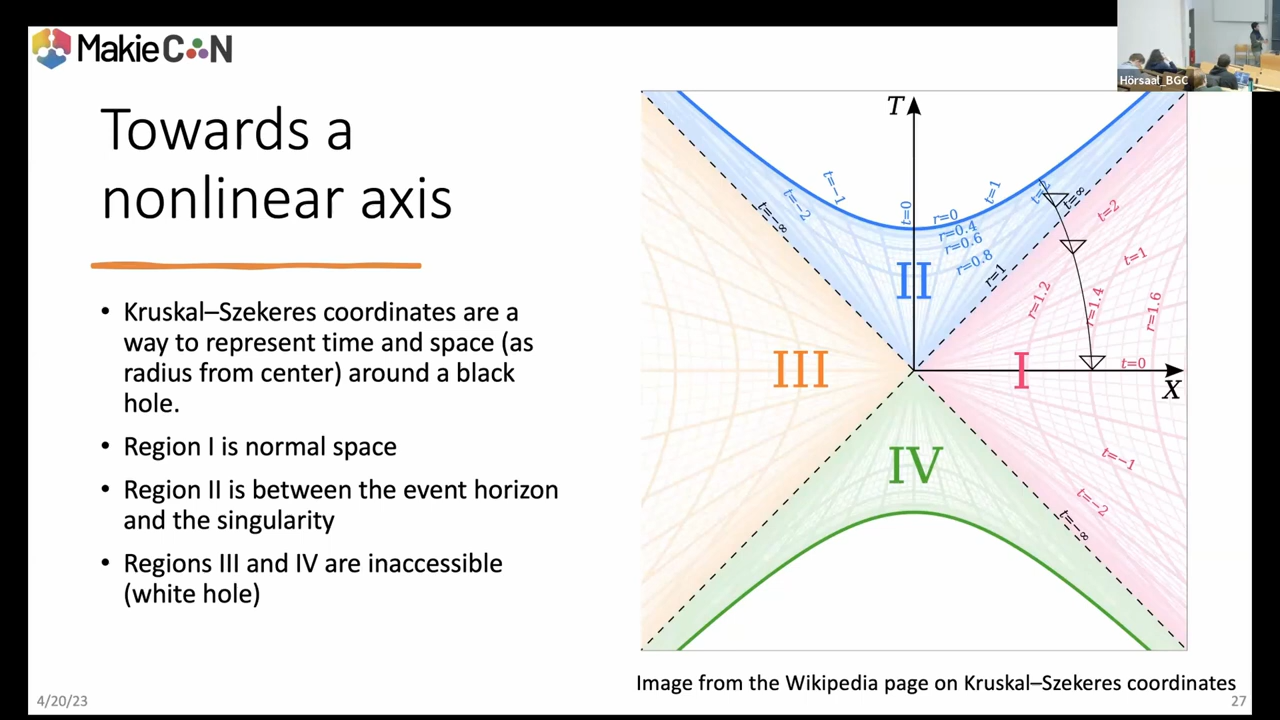 MakieCON
Hörsaal_BGC
Towards a
nonlinear axis
• Kruskal–Szekeres coordinates are a
way to represent time and space (as
radius from center) around a black
hole.
• Region I is normal space
• Region II is between the event horizon
and the singularity
• Regions III and IV are inaccessible
(white hole)
T
t=-1
t=-2
t=-∞
t=0
r=0
r=0.4
r=0.6
r=0.8
r=1
t=1
t=2
t=∞
t=2
t=1
r=1.2
r=1.4
r=1.6
II
III
I
t=0
X
IV
t=-1
t=-2
t=-∞
Image from the Wikipedia page on Kruskal–Szekeres coordinates
4/20/23
27